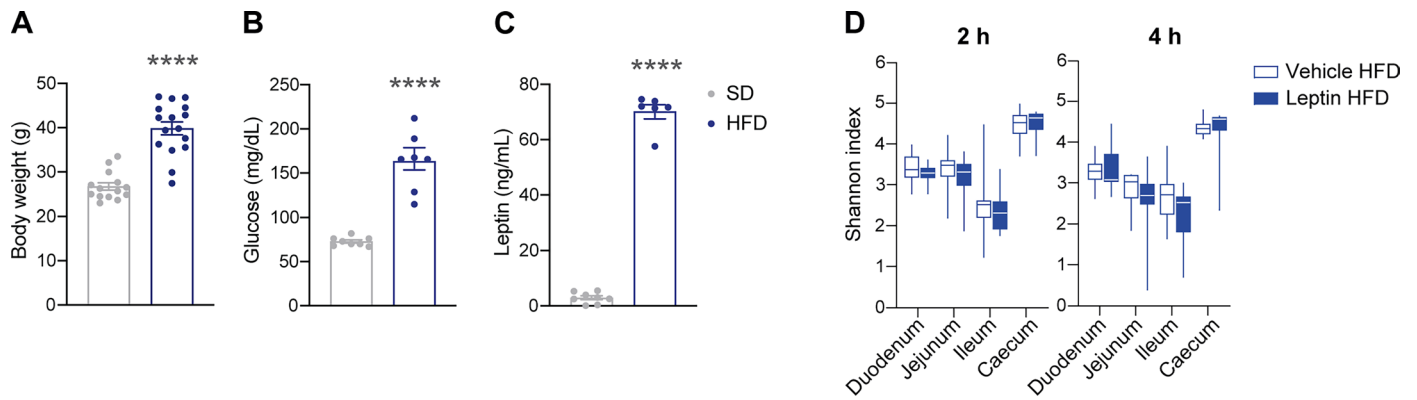 A
B
C
D
2 h
4 h
****
****
****
Body weight (g)
50
40
30
20
10
0
Glucose (mg/dL)
250
200
150
100
50
0
Leptin (ng/mL)
80
60
40
20
0
SD
HFD
Shannon index
6
5
4
3
2
1
0
Duodenum
Jejunum
Ileum
Caecum
6
5
4
3
2
1
0
Duodenum
Jejunum
Ileum
Caecum
Vehicle HFD
Leptin HFD